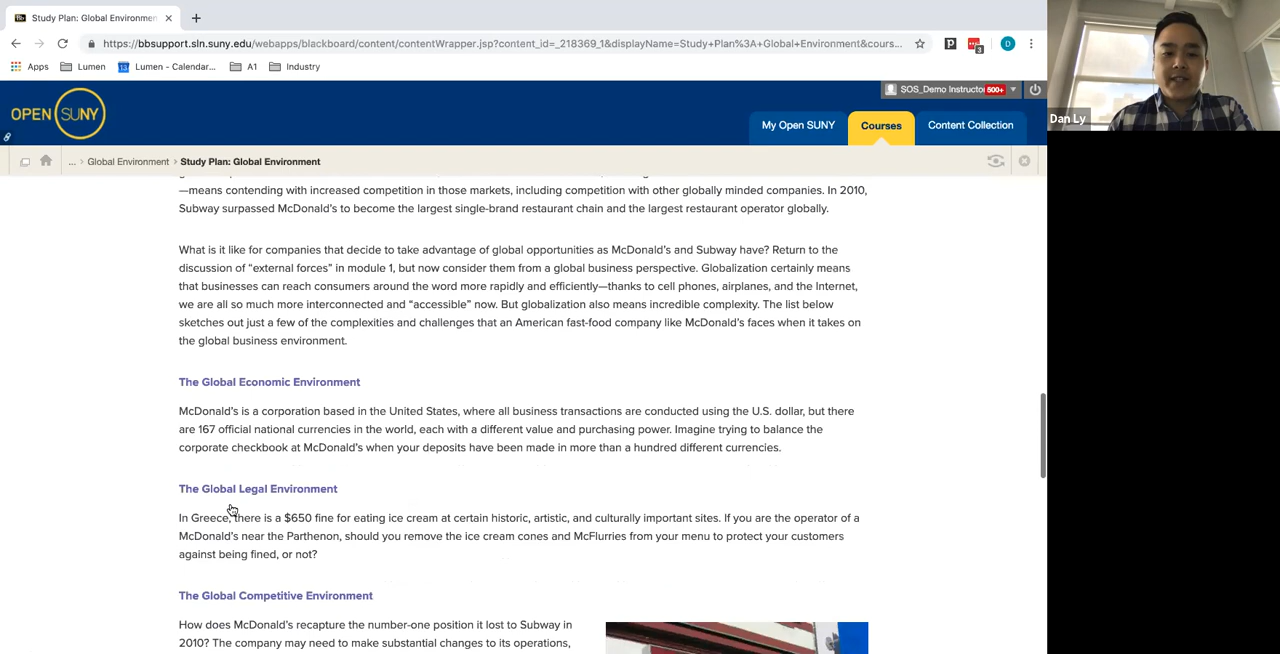 Study Plan: Global Environmen
https://bbsupport.sln.suny.edu/webapps/blackboard/content/contentWrapper.jsp?content_id=_218369_1&displayName=Study+Plan%3A+Global+Environment&cours...
Apps Lumen Lumen - Calendar... A1 Industry
SOS_Demo Instructor 500+
OPEN SUNY
My Open SUNY Courses Content Collection
Dan Ly
... Global Environment Study Plan: Global Environment
—means contending with increased competition in those markets, including competition with other globally minded companies. In 2010,
Subway surpassed McDonald's to become the largest single-brand restaurant chain and the largest restaurant operator globally.
What is it like for companies that decide to take advantage of global opportunities as McDonald's and Subway have? Return to the
discussion of "external forces" in module 1, but now consider them from a global business perspective. Globalization certainly means
that businesses can reach consumers around the word more rapidly and efficiently—thanks to cell phones, airplanes, and the Internet,
we are all so much more interconnected and "accessible" now. But globalization also means incredible complexity. The list below
sketches out just a few of the complexities and challenges that an American fast-food company like McDonald's faces when it takes on
the global business environment.
The Global Economic Environment
McDonald's is a corporation based in the United States, where all business transactions are conducted using the U.S. dollar, but there
are 167 official national currencies in the world, each with a different value and purchasing power. Imagine trying to balance the
corporate checkbook at McDonald's when your deposits have been made in more than a hundred different currencies.
The Global Legal Environment
In Greece, there is a $650 fine for eating ice cream at certain historic, artistic, and culturally important sites. If you are the operator of a
McDonald's near the Parthenon, should you remove the ice cream cones and McFlurries from your menu to protect your customers
against being fined, or not?
The Global Competitive Environment
How does McDonald's recapture the number-one position it lost to Subway in
2010? The company may need to make substantial changes to its operations,